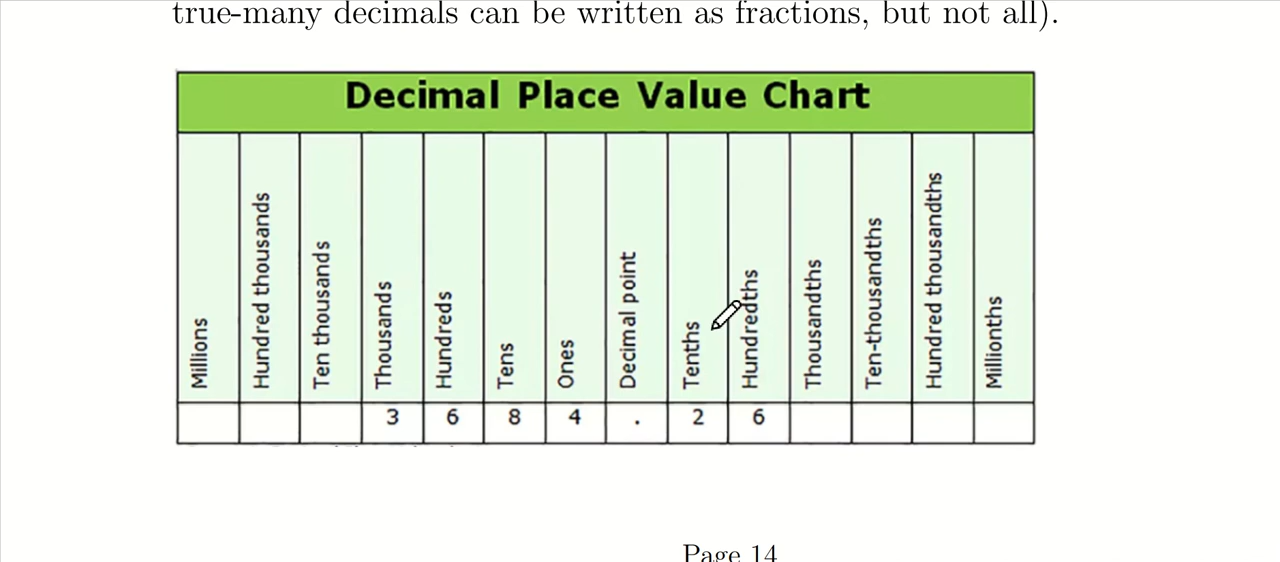 true-many decimals can be written as fractions, but not all).
Decimal Place Value Chart
Millions
Hundred thousands
Ten thousands
Thousands
Hundreds
Tens
Ones
Decimal point
Tenths
Hundredths
Thousandths
Ten-thousandths
Hundred thousandths
Millionths
3 6 8 4 . 2 6
Page 14